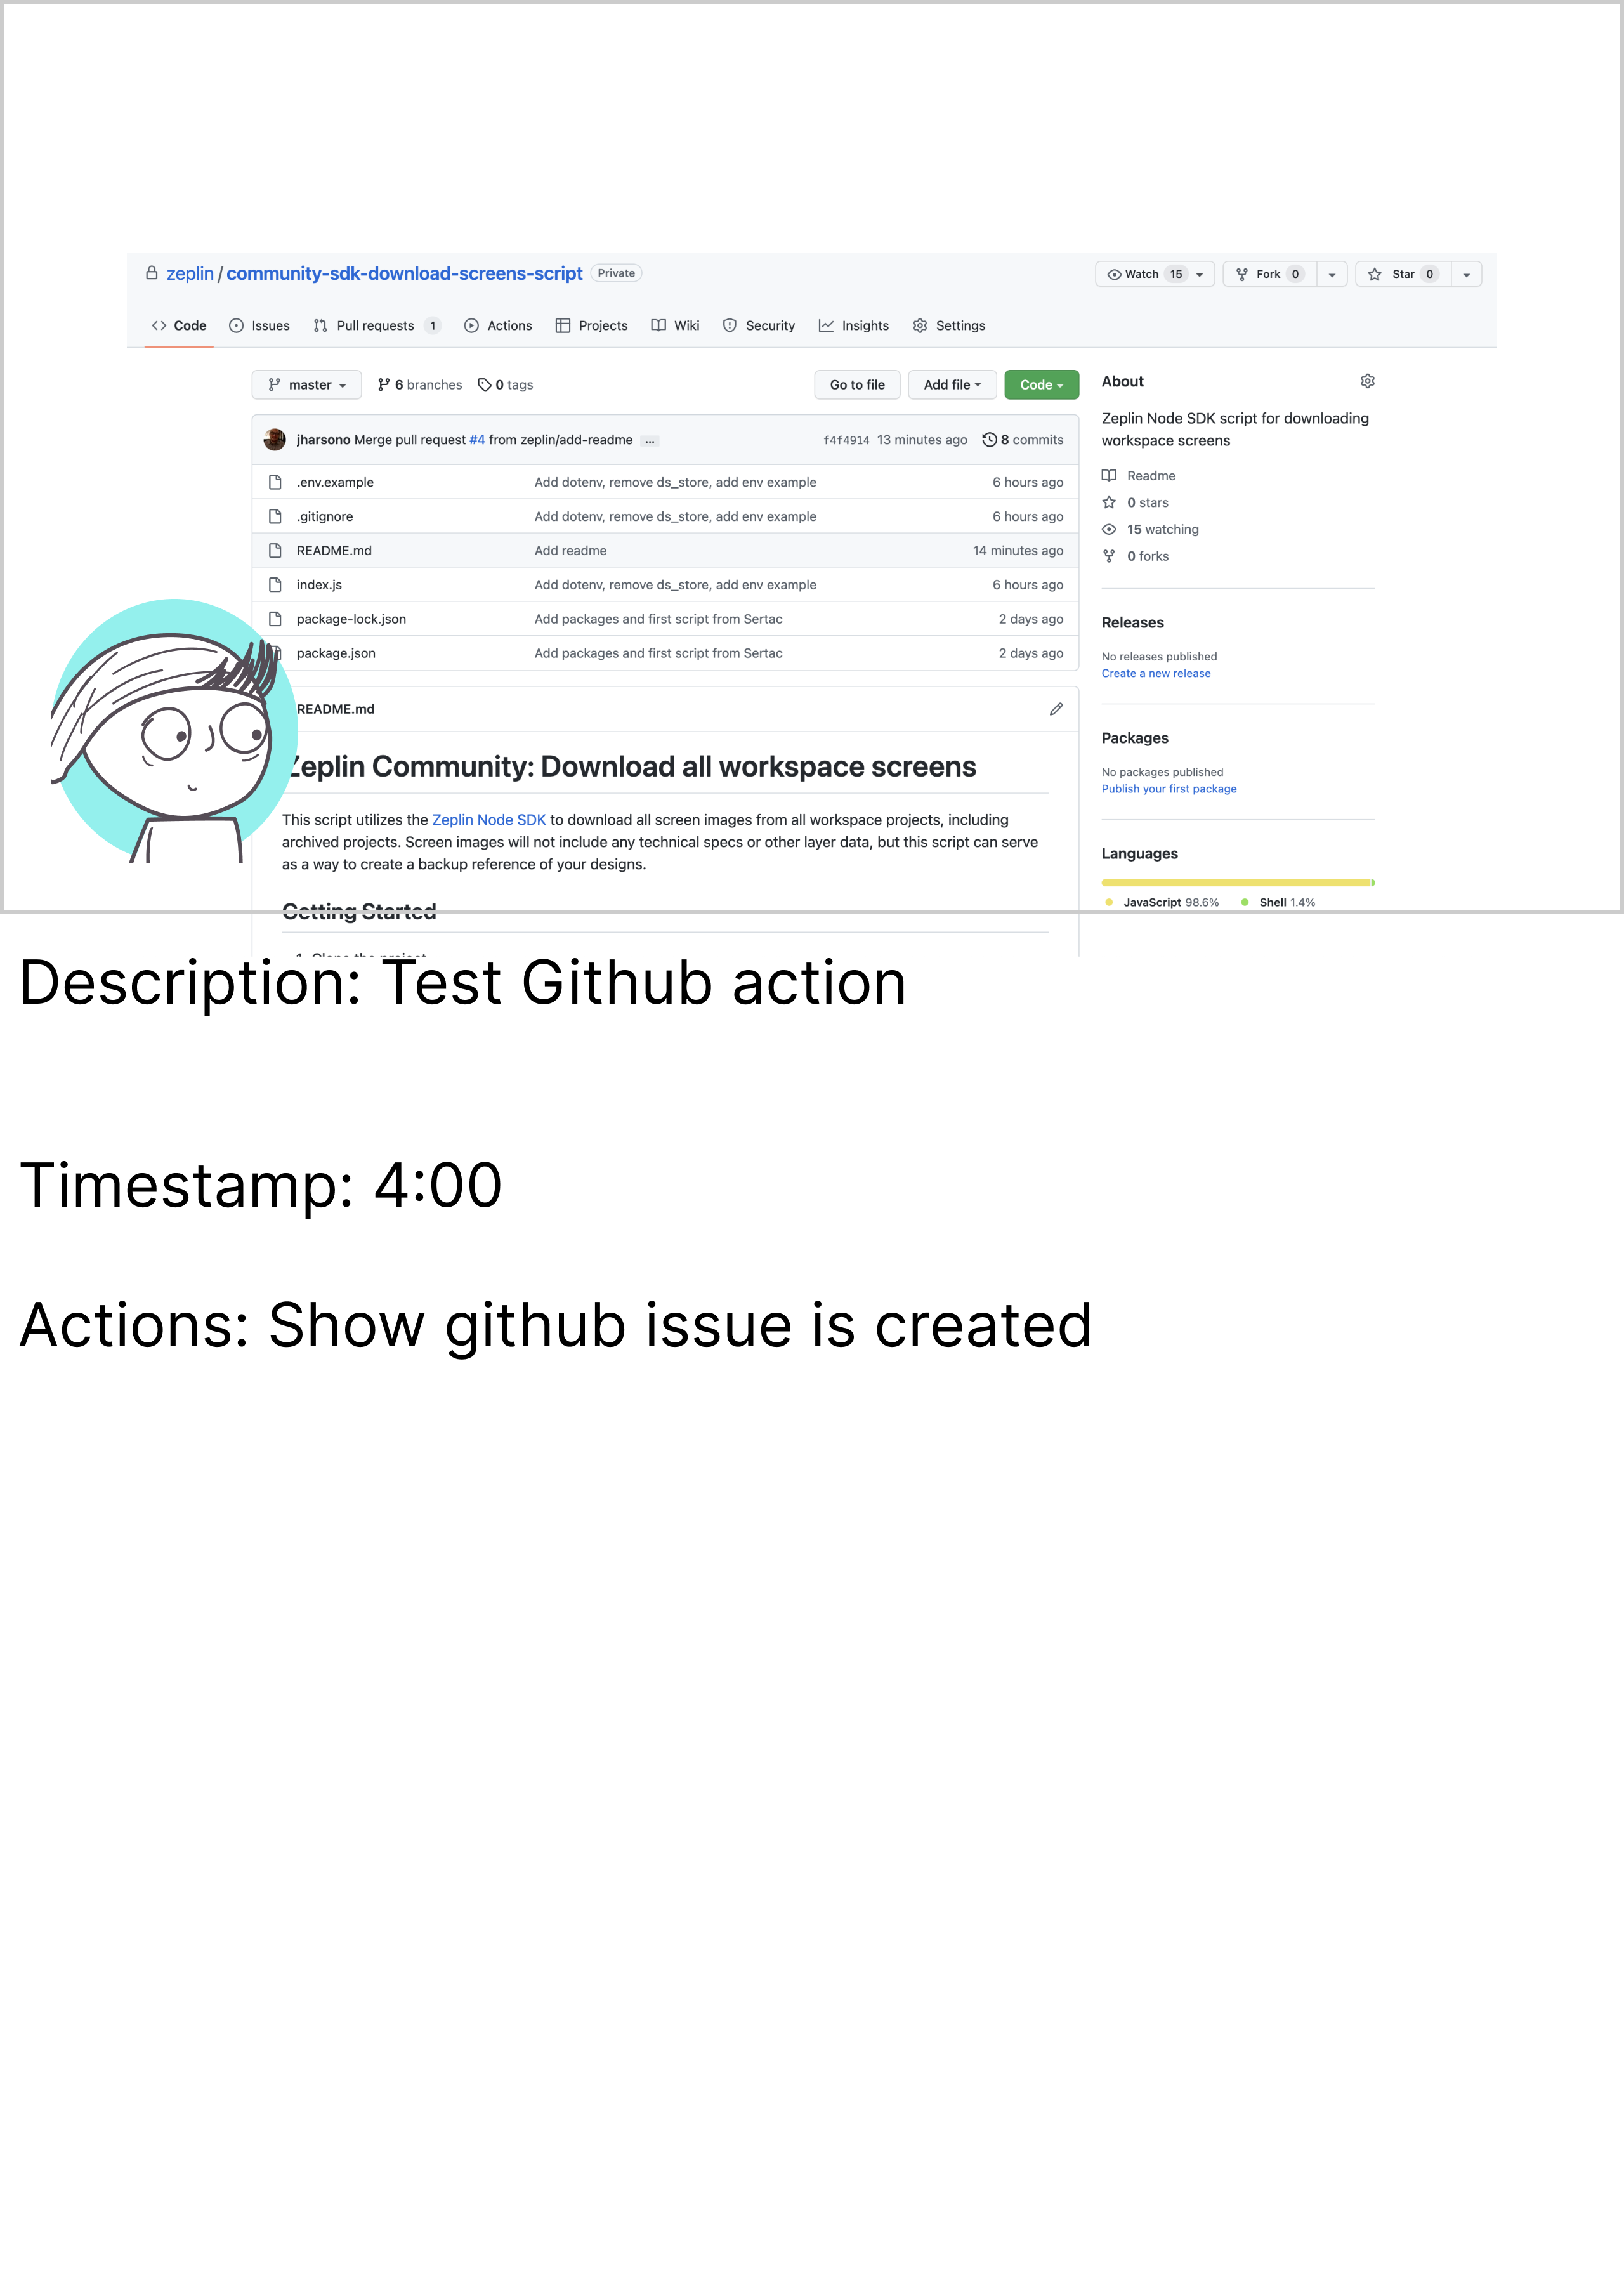 zeplin / community-sdk-download-screens-script Private
Watch 15 Fork 0 Star 0
Code Issues Pull requests 1 Actions Projects Wiki Security Insights Settings
master 6 branches 0 tags Go to file Add file Code
jharsono Merge pull request #4 from zeplin/add-readme ... f4f4914 13 minutes ago 8 commits
.env.example Add dotenv, remove ds_store, add env example 6 hours ago
.gitignore Add dotenv, remove ds_store, add env example 6 hours ago
README.md Add readme 14 minutes ago
index.js Add dotenv, remove ds_store, add env example 6 hours ago
package-lock.json Add packages and first script from Sertac 2 days ago
package.json Add packages and first script from Sertac 2 days ago
README.md
Zeplin Community: Download all workspace screens
This script utilizes the Zeplin Node SDK to download all screen images from all workspace projects, including
archived projects. Screen images will not include any technical specs or other layer data, but this script can serve
as a way to create a backup reference of your designs.
Getting Started
1. Clone the project
About
Zeplin Node SDK script for downloading
workspace screens
Readme
0 stars
15 watching
0 forks
Releases
No releases published
Create a new release
Packages
No packages published
Publish your first package
Languages
JavaScript 98.6% Shell 1.4%
Description: Test Github action
Timestamp: 4:00
Actions: Show github issue is created